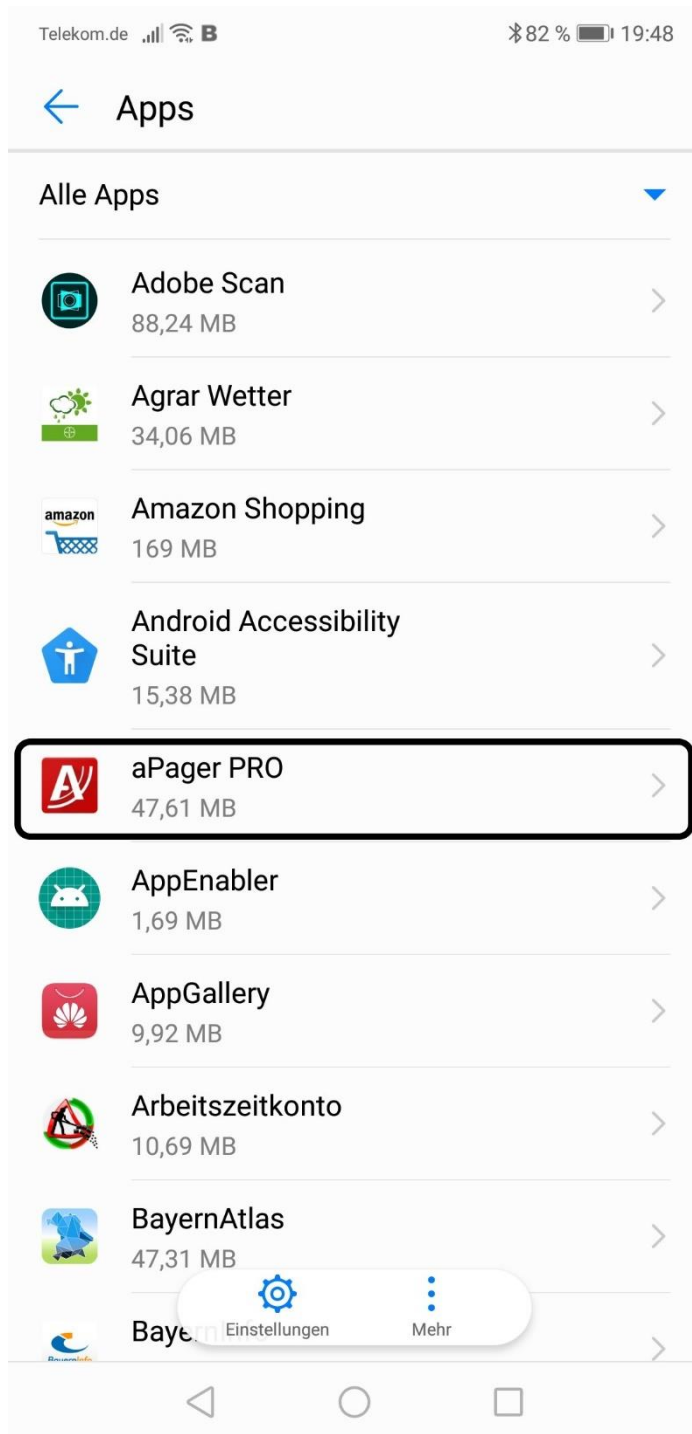 Telekom.de B 82 % 19:48
Apps
Alle Apps
Adobe Scan
88,24 MB
Agrar Wetter
34,06 MB
amazon
Amazon Shopping
169 MB
Android Accessibility
Suite
15,38 MB
aPager PRO
47,61 MB
AppEnabler
1,69 MB
AppGallery
9,92 MB
Arbeitszeitkonto
10,69 MB
BayernAtlas
47,31 MB
Einstellungen Mehr